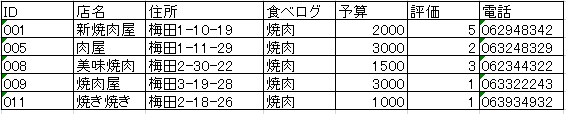 ID 店名 住所 食べログ 予算 評価 電話
001 新焼肉屋 梅田1-10-19 焼肉 2000 5 062948342
005 肉屋 梅田1-11-29 焼肉 3000 2 063248329
008 美味焼肉 梅田2-30-22 焼肉 1500 3 062344322
009 焼肉屋 梅田3-19-28 焼肉 3000 1 063322243
011 焼き焼き 梅田2-18-26 焼肉 1000 1 063934932